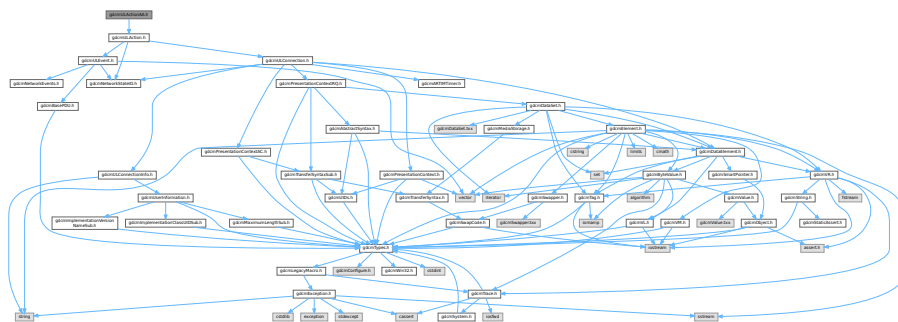 gdcmULActionAA.h
gdcmULAction.h
gdcmULEvent.h
gdcmULConnection.h
gdcmNetworkEvents.h
gdcmNetworkStateID.h
gdcmPresentationContextRQ.h
gdcmARTIMTimer.h
gdcmBasePDU.h
gdcmDataSet.h
gdcmAbstractSyntax.h
gdcmDataSet.txx
gdcmMediaStorage.h
gdcmElement.h
gdcmPresentationContextAC.h
cstring
limits
cmath
gdcmDataElement.h
gdcmULConnectionInfo.h
gdcmTransferSyntaxSub.h
gdcmPresentationContext.h
set
gdcmByteValue.h
gdcmSmartPointer.h
gdcmVR.h
gdcmUserInformation.h
gdcmUIDs.h
gdcmTransferSyntax.h
vector
iterator
gdcmSwapper.h
gdcmTag.h
algorithm
gdcmValue.h
gdcmString.h
fstream
gdcmImplementationVersion
NameSub.h
gdcmImplementationClassUIDSub.h
gdcmMaximumLengthSub.h
gdcmSwapCode.h
gdcmSwapper.txx
iomanip
gdcmVL.h
gdcmVM.h
gdcmValue.txx
gdcmObject.h
gdcmStaticAssert.h
gdcmTypes.h
iostream
assert.h
gdcmLegacyMacro.h
gdcmConfigure.h
gdcmWin32.h
cstdint
gdcmException.h
gdcmTrace.h
string
cstdlib
exception
stdexcept
cassert
gdcmSystem.h
iosfwd
sstream